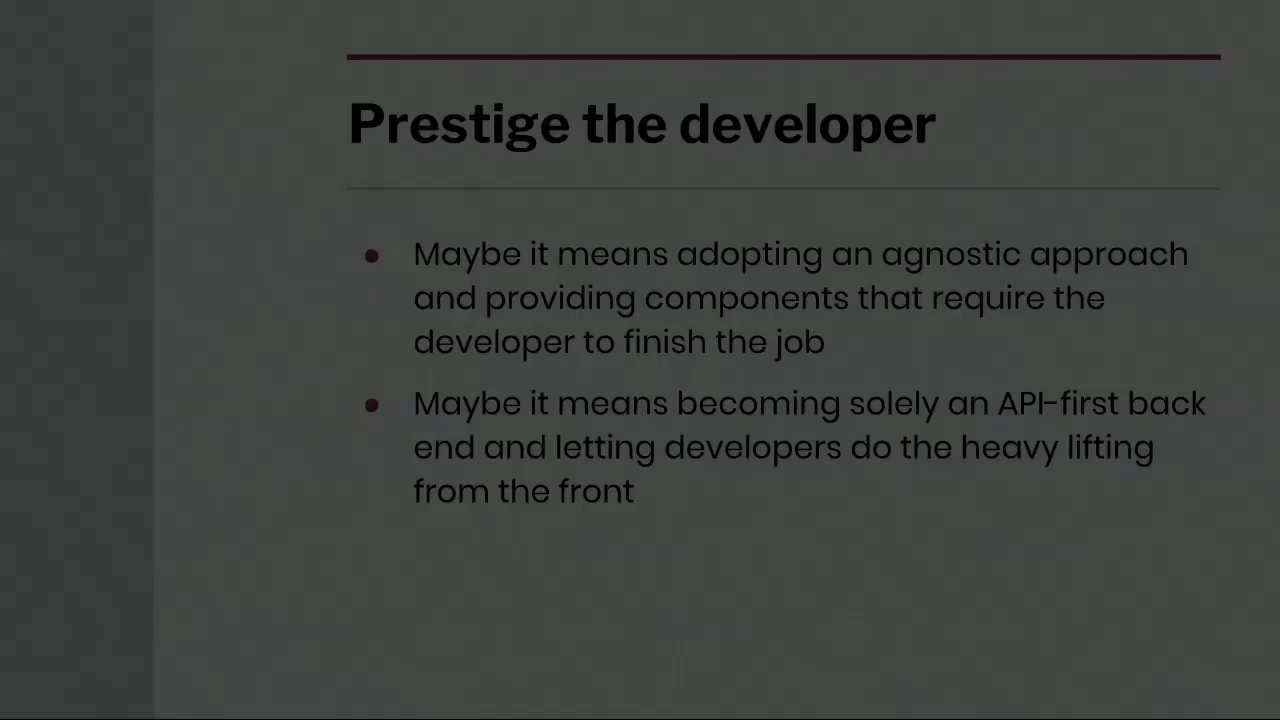 Prestige the developer
● Maybe it means adopting an agnostic approach
and providing components that require the
developer to finish the job
● Maybe it means becoming solely an API-first back
end and letting developers do the heavy lifting
from the front